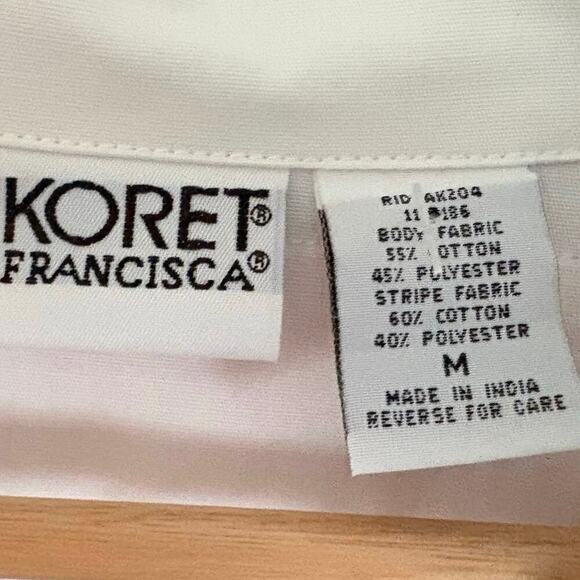 KORET®
FRANCISCA®
RID AK204
BODY FABRIC
55% OTTON
45% POLYESTER
STRIPE FABRIC
60% COTTON
40% POLYESTER
M
MADE IN INDIA
REVERSE FOR CARE